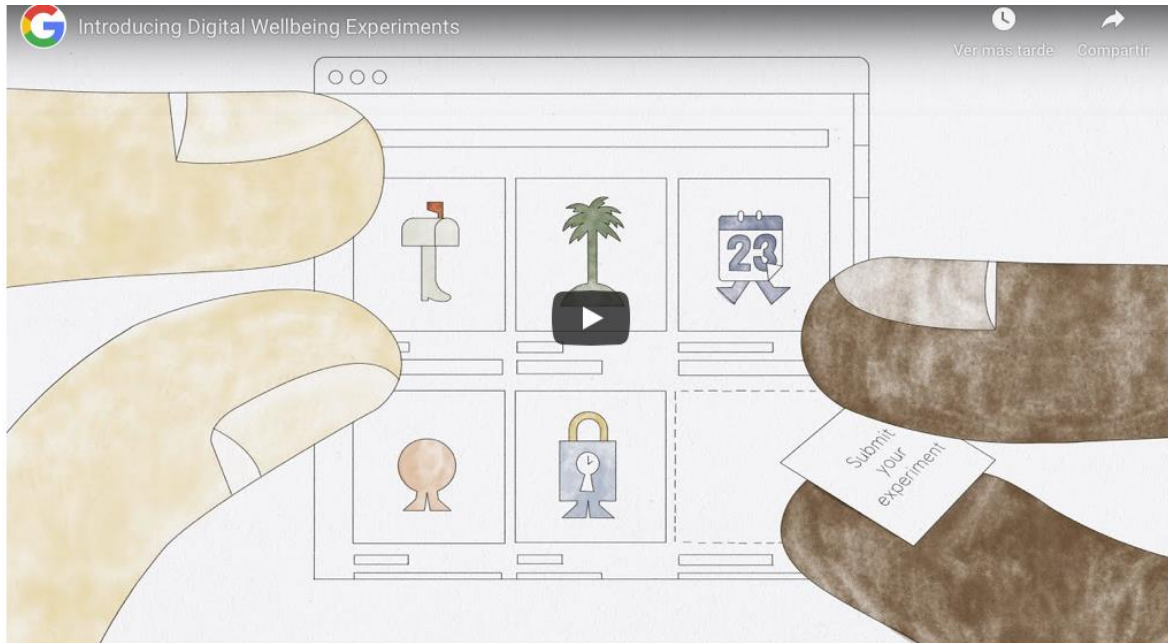 Introducing Digital Wellbeing Experiments
Ver más tarde
Compartir
23
Submit
your
experiment